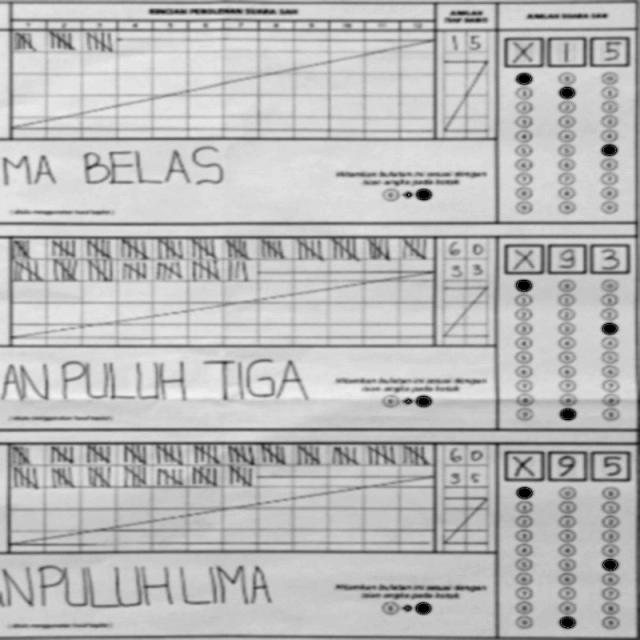 RINCIAN PEROLEHAN SUARA SAH
JUMLAH
JUMLAH SUARA SAH
1 2 3 4 5 6 7 8 9 10 11 12
1 5
X 1 5
MA BELAS
Hitamkan bulatan ini sesuai dengan
isian angka pada kotak
6 0
3 3
X 9 3
AN PULUH TIGA
Hitamkan bulatan ini sesuai dengan
isian angka pada kotak
6 0
3 5
X 9 5
NPULUH LIMA
Hitamkan bulatan ini sesuai dengan
isian angka pada kotak